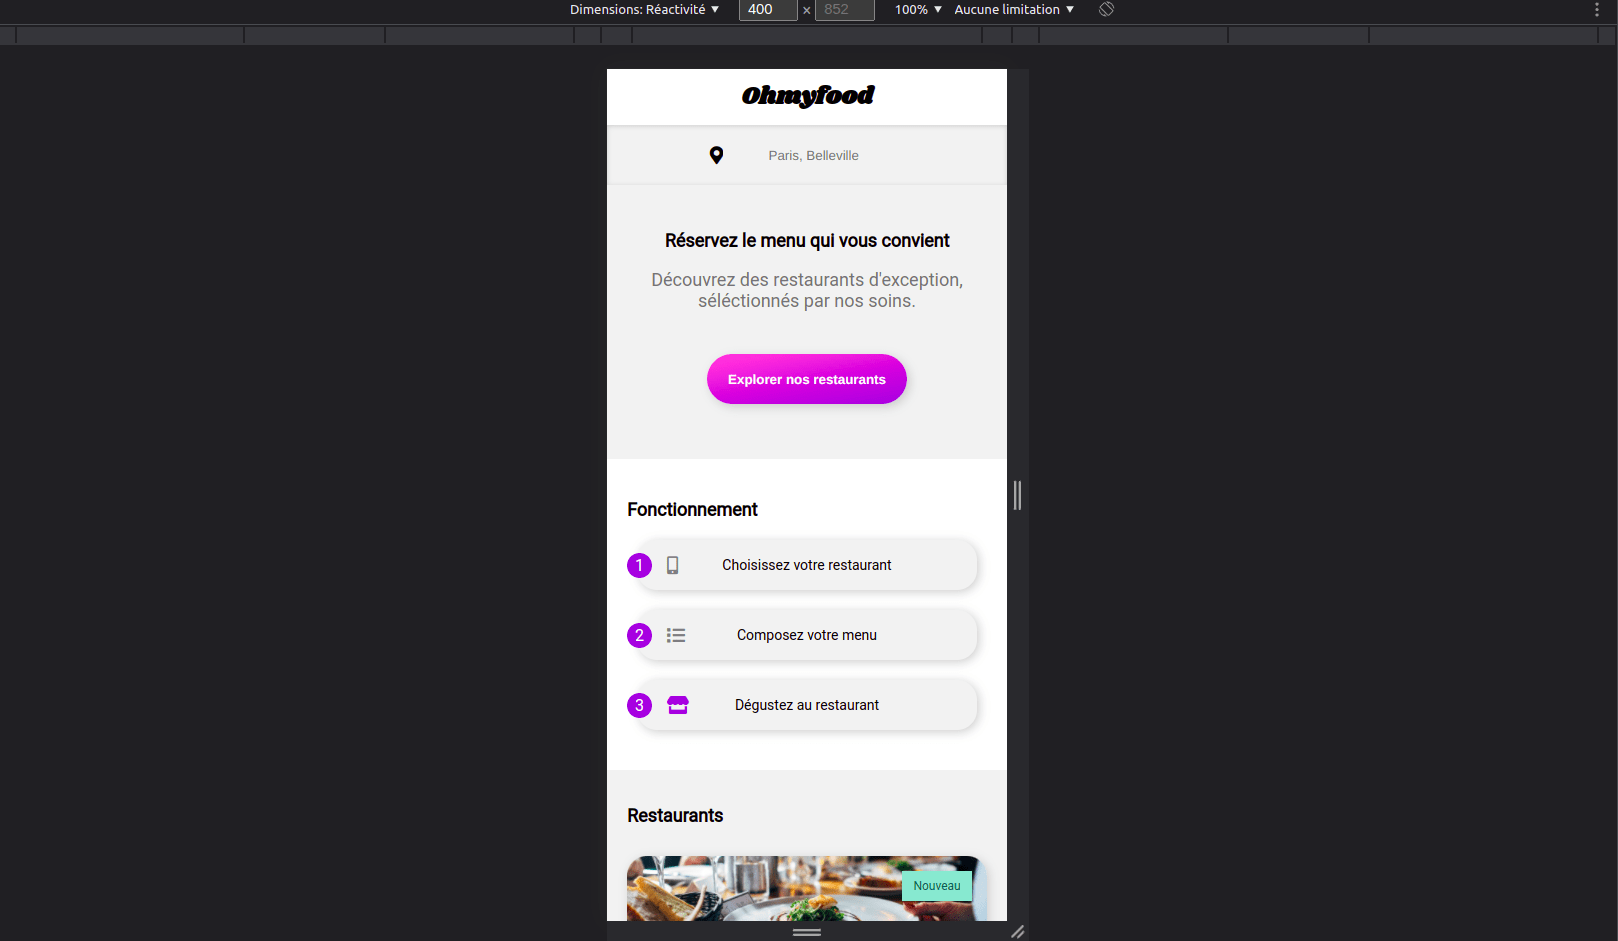 Dimensions: Réactivité ▼ 400 × 852 100% ▼ Aucune limitation ▼
Ohmyfood
Paris, Belleville
Réservez le menu qui vous convient
Découvrez des restaurants d'exception,
séléctionnés par nos soins.
Explorer nos restaurants
Fonctionnement
1 Choisissez votre restaurant
2 Composez votre menu
3 Dégustez au restaurant
Restaurants
Nouveau